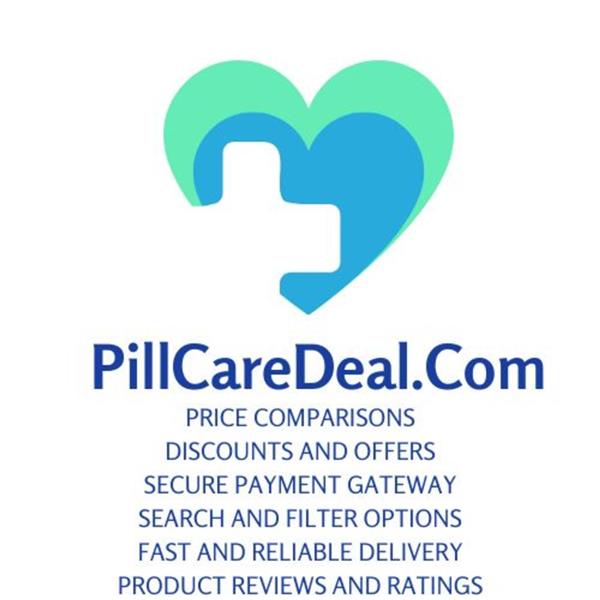 PillCareDeal.Com
PRICE COMPARISONS
DISCOUNTS AND OFFERS
SECURE PAYMENT GATEWAY
SEARCH AND FILTER OPTIONS
FAST AND RELIABLE DELIVERY
PRODUCT REVIEWS AND RATINGS